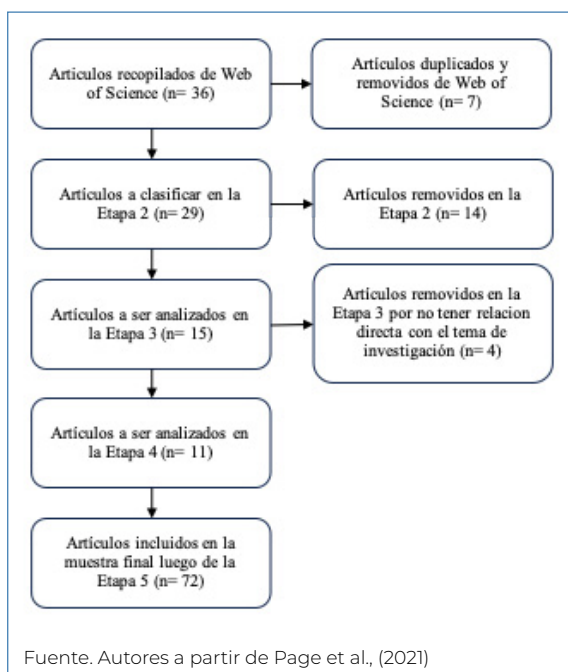 Artículos recopilados de Web
of Science (n= 36)
Artículos duplicados y
removidos de Web of
Science (n= 7)
Artículos a clasificar en la
Etapa 2 (n= 29)
Artículos removidos en la
Etapa 2 (n= 14)
Artículos a ser analizados en
la Etapa 3 (n= 15)
Artículos removidos en la
Etapa 3 por no tener relacion
directa con el tema de
investigación (n= 4)
Artículos a ser analizados en
la Etapa 4 (n= 11)
Artículos incluidos en la
muestra final luego de la
Etapa 5 (n= 72)
Fuente. Autores a partir de Page et al., (2021)